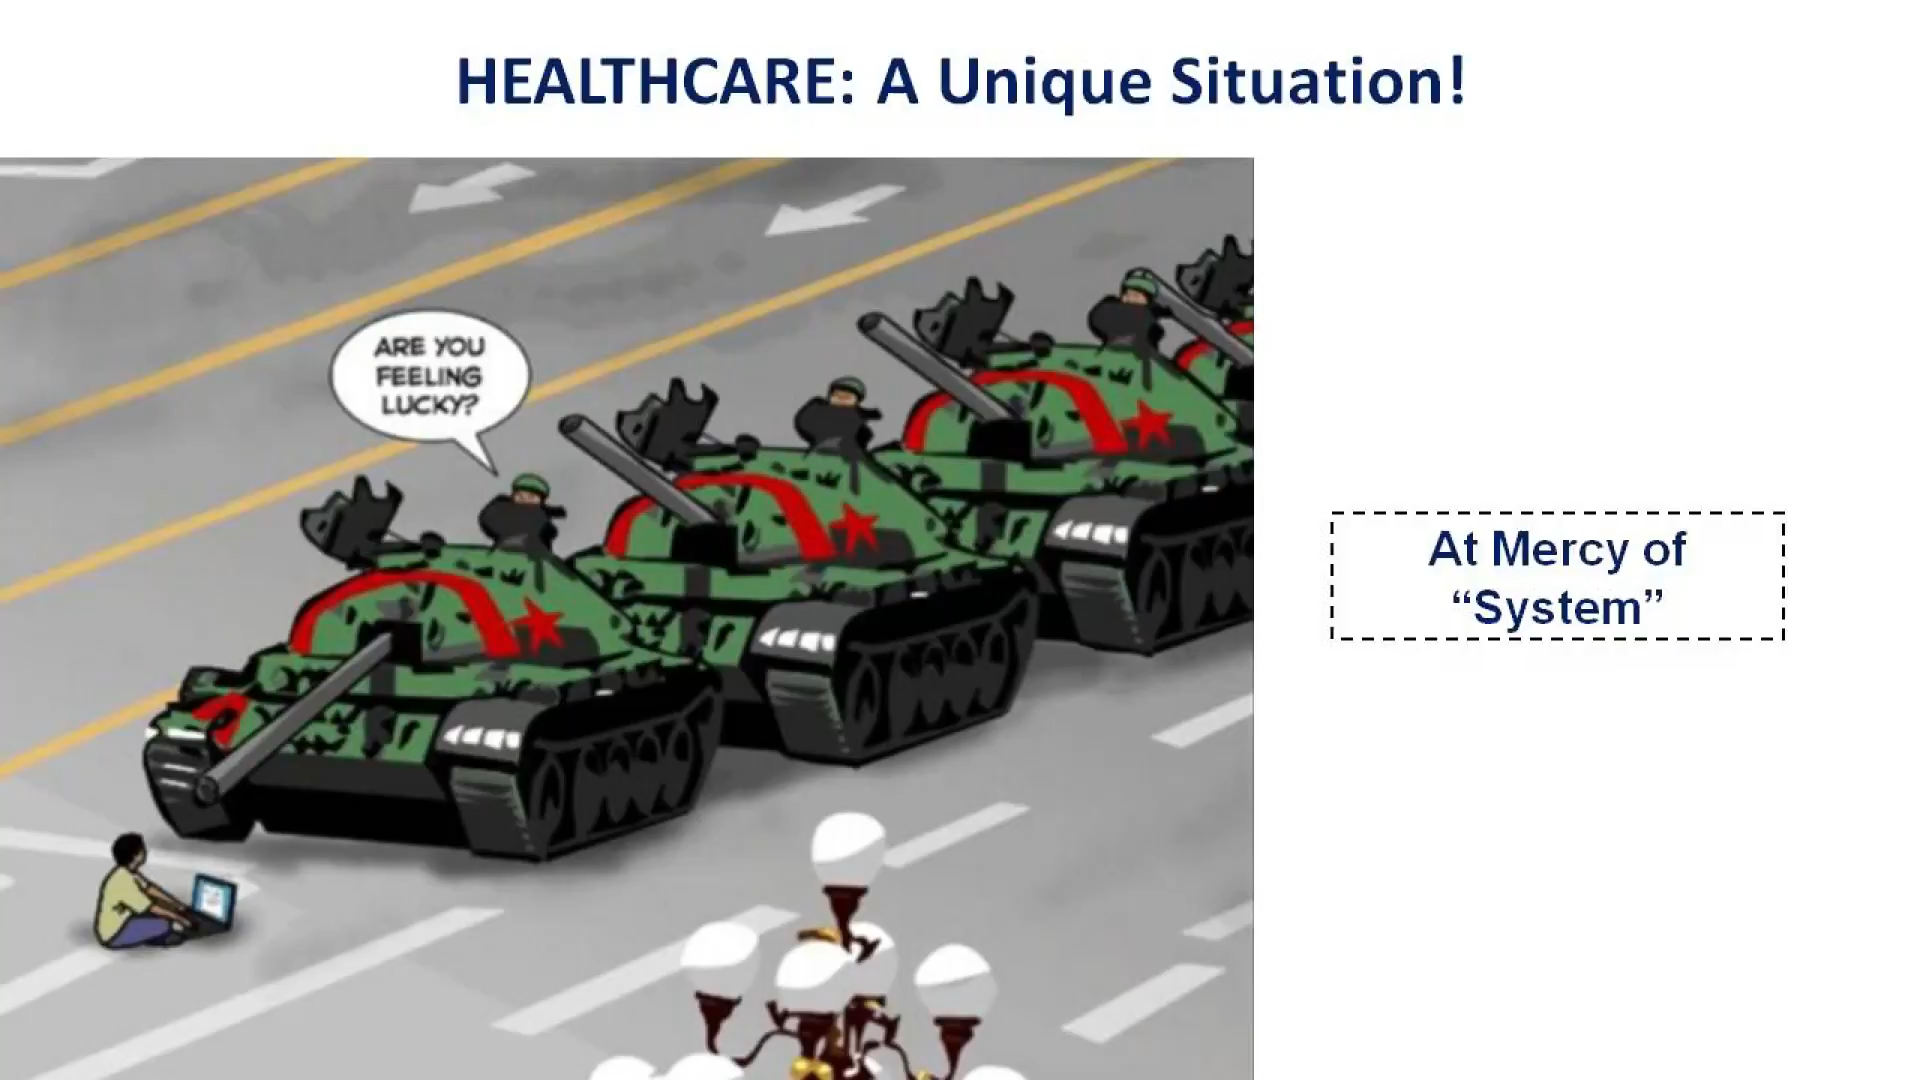 HEALTHCARE: A Unique Situation!
ARE YOU
FEELING
LUCKY?
At Mercy of
“System”